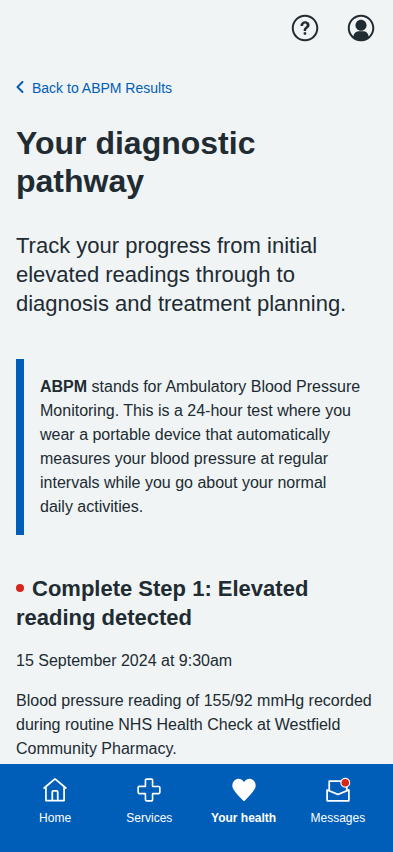 Back to ABPM Results
Your diagnostic
pathway
Track your progress from initial
elevated readings through to
diagnosis and treatment planning.
ABPM stands for Ambulatory Blood Pressure
Monitoring. This is a 24-hour test where you
wear a portable device that automatically
measures your blood pressure at regular
intervals while you go about your normal
daily activities.
Complete Step 1: Elevated
reading detected
15 September 2024 at 9:30am
Blood pressure reading of 155/92 mmHg recorded
during routine NHS Health Check at Westfield
Community Pharmacy.
Home Services Your health Messages